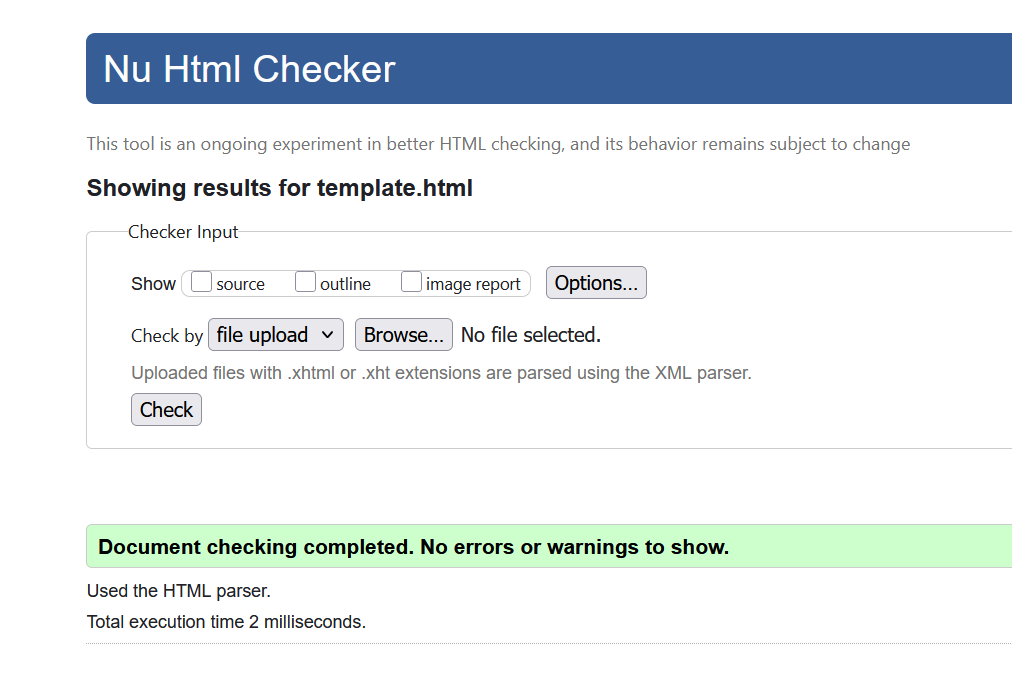 Nu Html Checker
This tool is an ongoing experiment in better HTML checking, and its behavior remains subject to change
Showing results for template.html
Checker Input
Show source outline image report Options...
Check by file upload Browse... No file selected.
Uploaded files with .xhtml or .xht extensions are parsed using the XML parser.
Check
Document checking completed. No errors or warnings to show.
Used the HTML parser.
Total execution time 2 milliseconds.